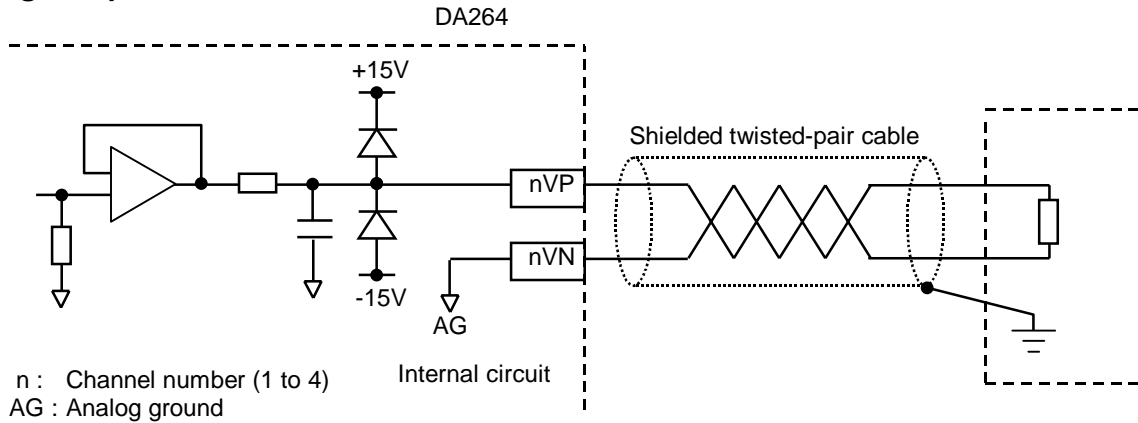 DA264
+15V
Shielded twisted-pair cable
nVP
nVN
-15V
AG
n : Channel number (1 to 4)
Internal circuit
AG : Analog ground